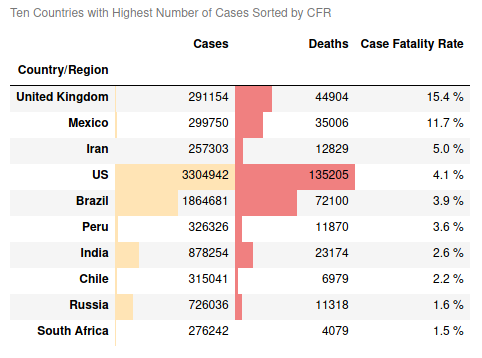 Ten Countries with Highest Number of Cases Sorted by CFR
Cases Deaths Case Fatality Rate
Country/Region
United Kingdom 291154 44904 15.4 %
Mexico 299750 35006 11.7 %
Iran 257303 12829 5.0 %
US 3304942 135205 4.1 %
Brazil 1864681 72100 3.9 %
Peru 326326 11870 3.6 %
India 878254 23174 2.6 %
Chile 315041 6979 2.2 %
Russia 726036 11318 1.6 %
South Africa 276242 4079 1.5 %